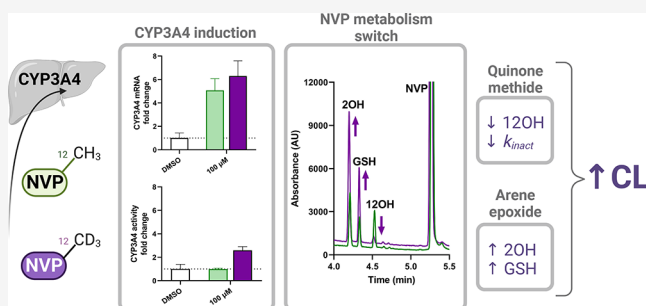 CYP3A4 induction
NVP metabolism
switch
CYP3A4
12
CH3
NVP
12
CD3
NVP
CYP3A4 mRNA
fold change
8
6
4
2
0
DMSO
100 µM
CYP3A4 activity
fold change
8
6
4
2
0
DMSO
100 µM
Absorbance (AU)
12000
9000
6000
3000
0
2OH
GSH
12OH
NVP
4.0
4.5
5.0
5.5
Time (min)
Quinone
methide
↓ 12OH
↓ kinact
Arene
epoxide
↑ 2OH
↑ GSH
↑ CL